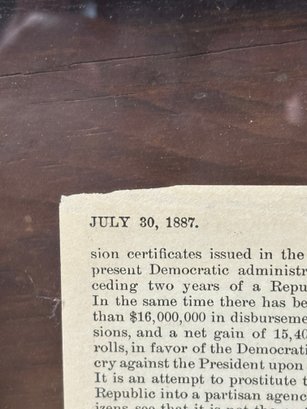 JULY 30, 1887.
sion certificates issued in the
present Democratic administr
ceding two years of a Repu
In the same time there has be
than $16,000,000 in disburseme
sions, and a net gain of 15,40
rolls, in favor of the Democrati
cry against the President upon
It is an attempt to prostitute t
Republic into a partisan agenc